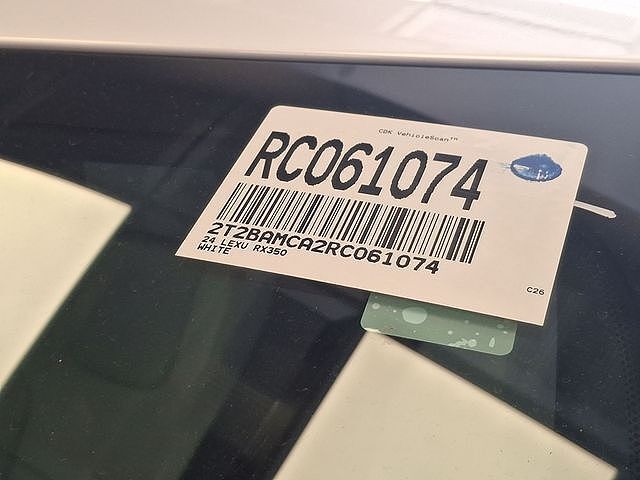 CDK VehicleScan™
RC061074
2T2BAMCA2RC061074
24 LEXU RX350
WHITE
C26